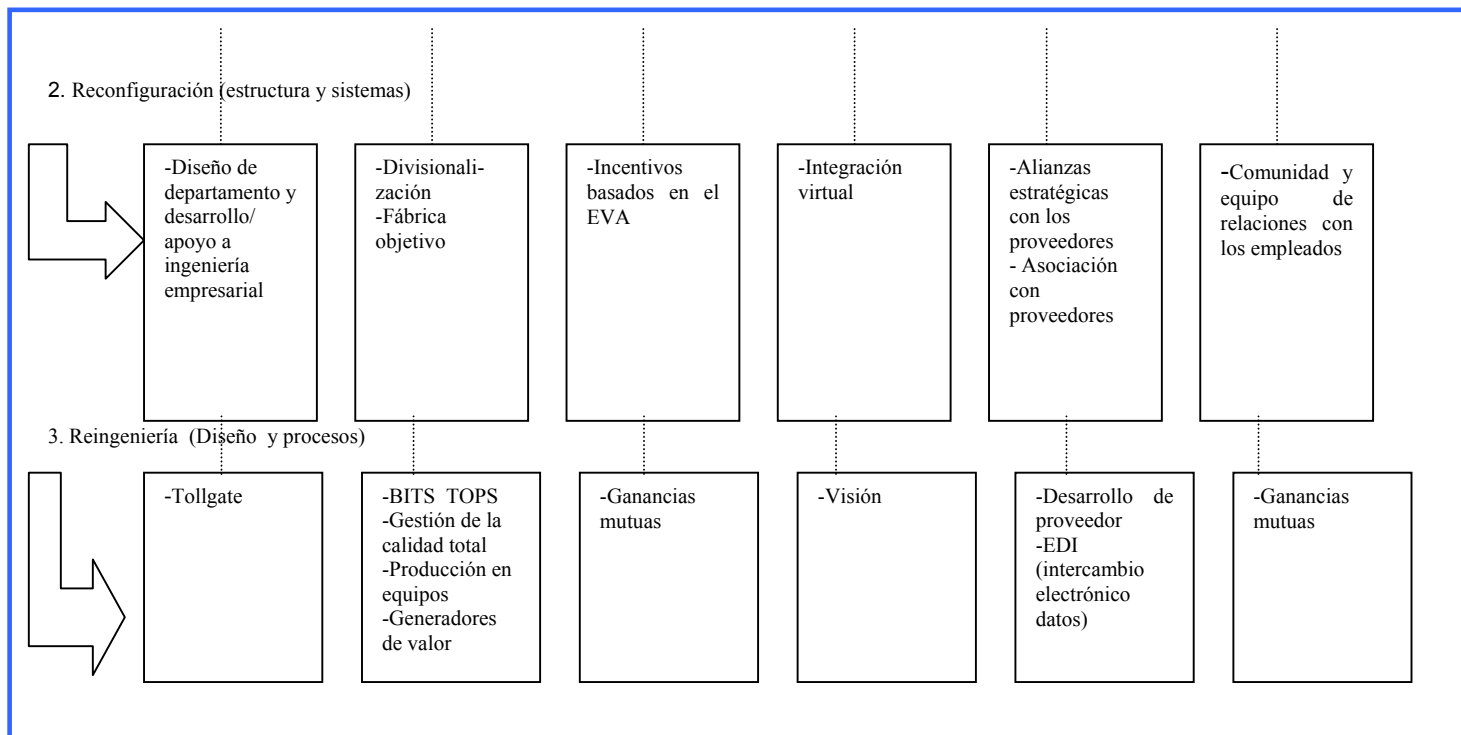 2. Reconfiguración (estructura y sistemas)
-Diseño de
departamento y
desarrollo/
apoyo a
ingeniería
empresarial
-Divisionali-
zación
-Fábrica
objetivo
-Incentivos
basados en el
EVA
-Integración
virtual
-Alianzas
estratégicas
con los
proveedores
- Asociación
con
proveedores
-Comunidad y
equipo de
relaciones con
los empleados
3. Reingeniería (Diseño y procesos)
-Tollgate
-BITS TOPS
-Gestión de la
calidad total
-Producción en
equipos
-Generadores
de valor
-Ganancias
mutuas
-Visión
-Desarrollo de
proveedor
-EDI
(intercambio
electrónico
datos)
-Ganancias
mutuas